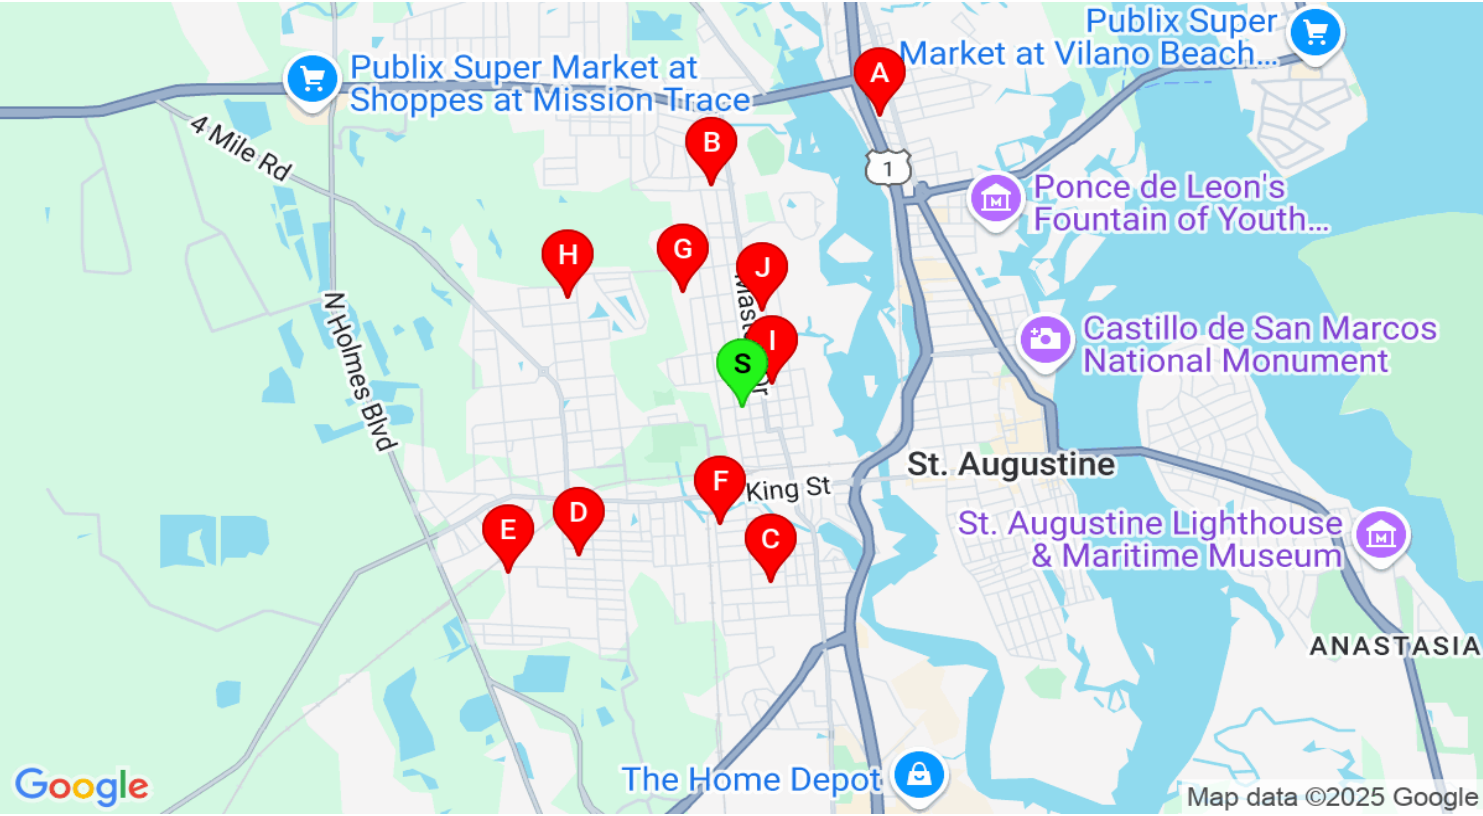 Publix Super
Market at Vilano Beach...
A
Publix Super Market at
Shoppes at Mission Trace
4 Mile Rd
B
1
Ponce de Leon's
Fountain of Youth...
H
G
J
N Holmes Blvd
I
Castillo de San Marcos
National Monument
S
St. Augustine
F
King St
D
E
C
St. Augustine Lighthouse
& Maritime Museum
ANASTASIA
The Home Depot
Google
Map data ©2025 Google